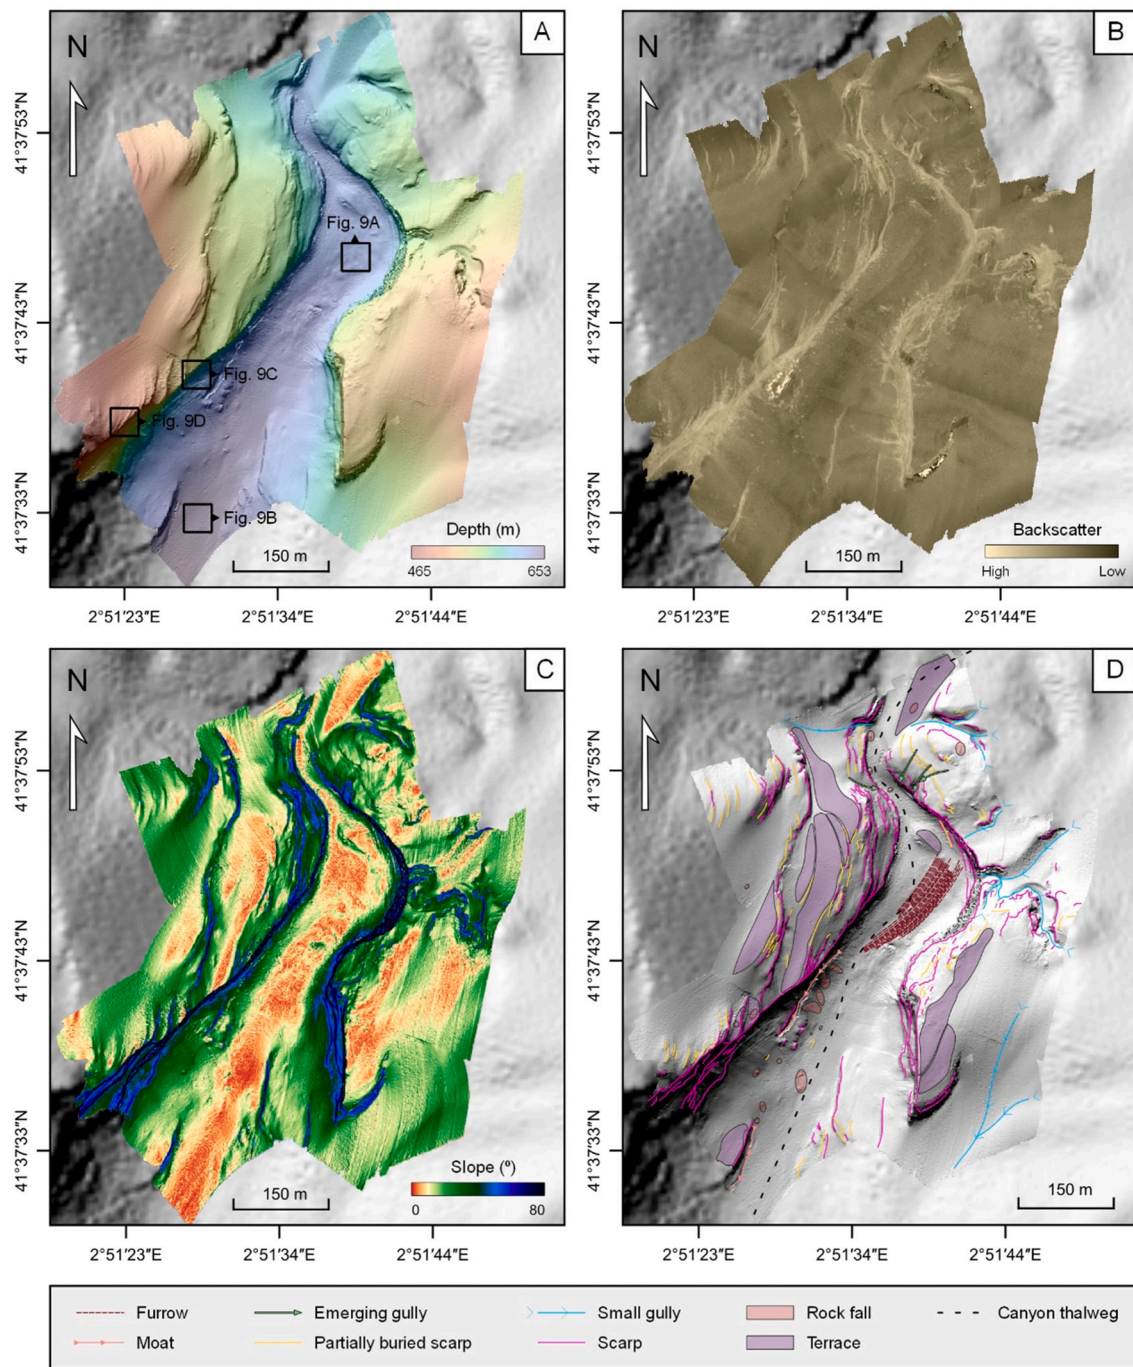 N
A
41°37'53"N
41°37'43"N
41°37'33"N
Fig. 9A
Fig. 9C
Fig. 9D
Fig. 9B
Depth (m)
465 653
150 m
2°51'23"E 2°51'34"E 2°51'44"E
N
B
41°37'53"N
41°37'43"N
41°37'33"N
Backscatter
High Low
150 m
2°51'23"E 2°51'34"E 2°51'44"E
N
C
41°37'53"N
41°37'43"N
41°37'33"N
Slope (º)
0 80
150 m
2°51'23"E 2°51'34"E 2°51'44"E
N
D
41°37'53"N
41°37'43"N
41°37'33"N
150 m
2°51'23"E 2°51'34"E 2°51'44"E
Furrow Emerging gully Small gully Rock fall Canyon thalweg
Moat Partially buried scarp Scarp Terrace